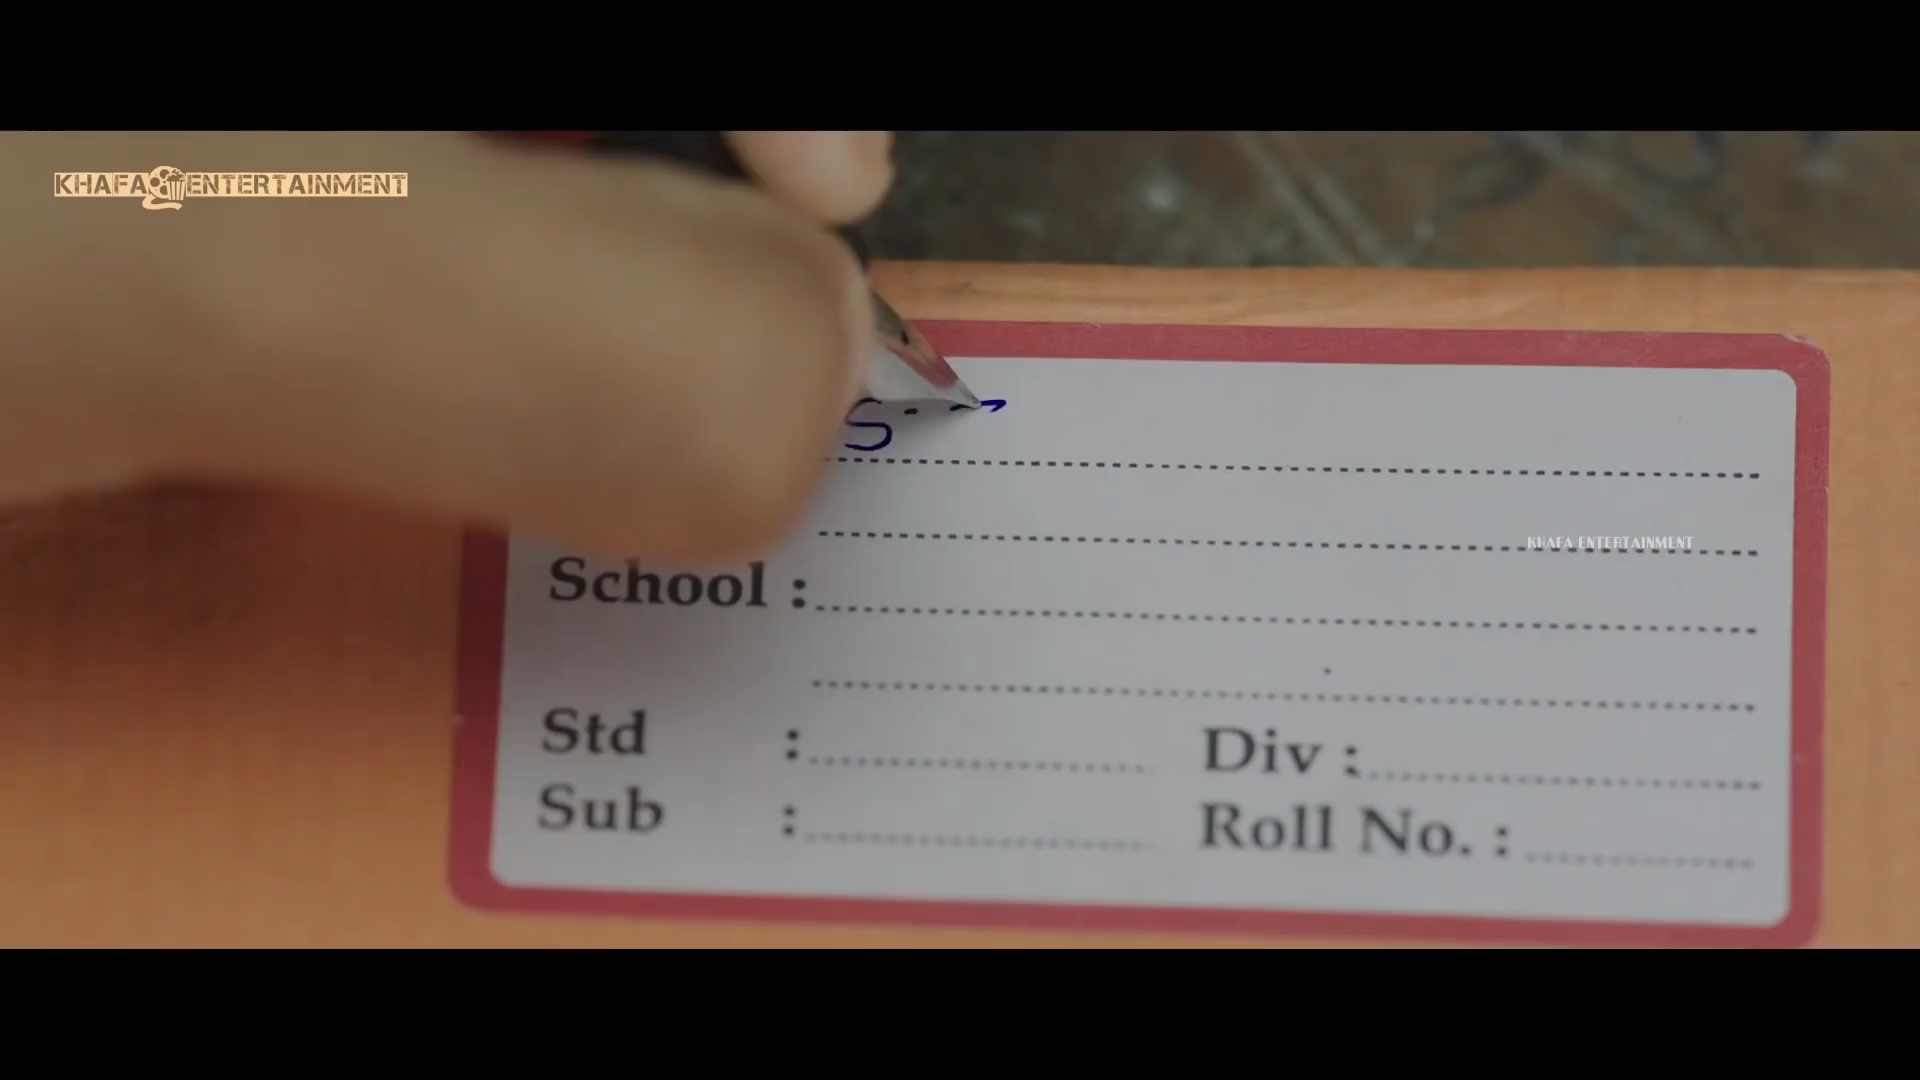 KHAFA ENTERTAINMENT
S.
KHAFA ENTERTAINMENT
School :
Std :
Div :
Sub :
Roll No. :